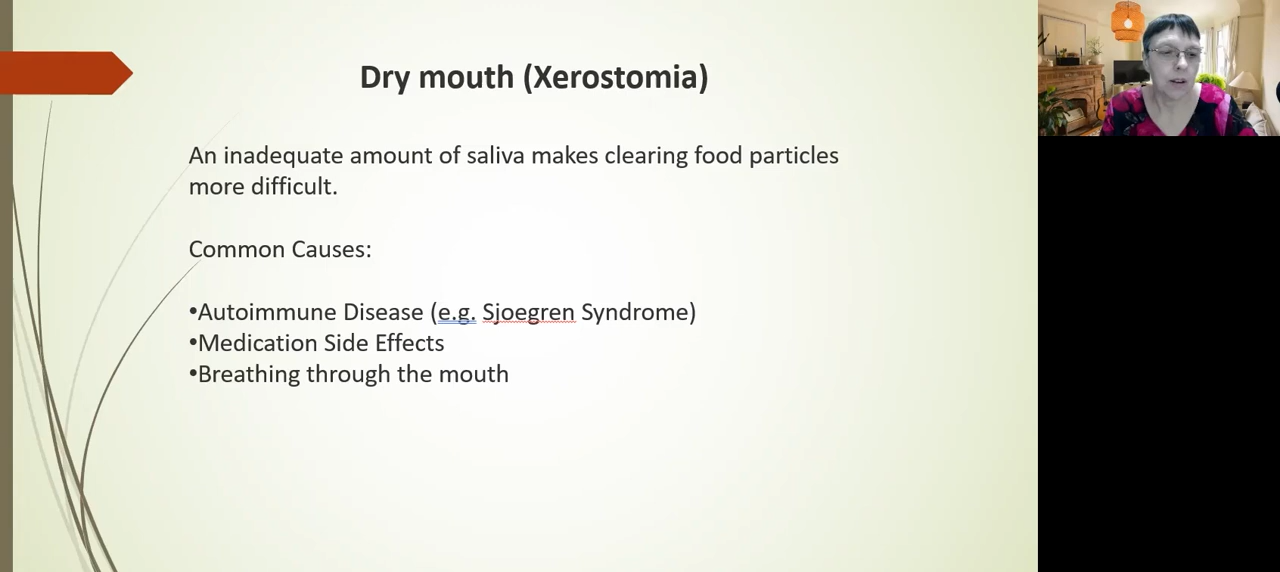 Dry mouth (Xerostomia)
An inadequate amount of saliva makes clearing food particles
more difficult.
Common Causes:
•Autoimmune Disease (e.g. Sjoegren Syndrome)
•Medication Side Effects
•Breathing through the mouth